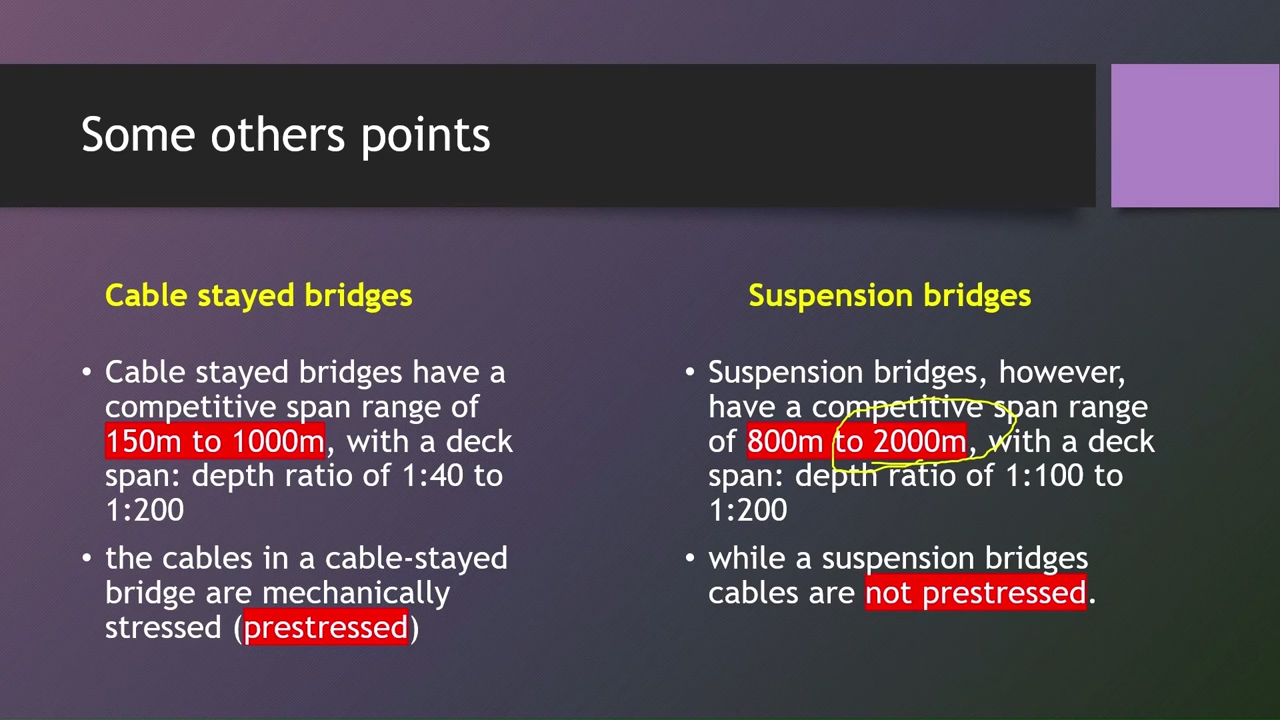 Some others points
Cable stayed bridges
• Cable stayed bridges have a
competitive span range of
150m to 1000m, with a deck
span: depth ratio of 1:40 to
1:200
• the cables in a cable-stayed
bridge are mechanically
stressed (prestressed)
Suspension bridges
• Suspension bridges, however,
have a competitive span range
of 800m to 2000m, with a deck
span: depth ratio of 1:100 to
1:200
• while a suspension bridges
cables are not prestressed.